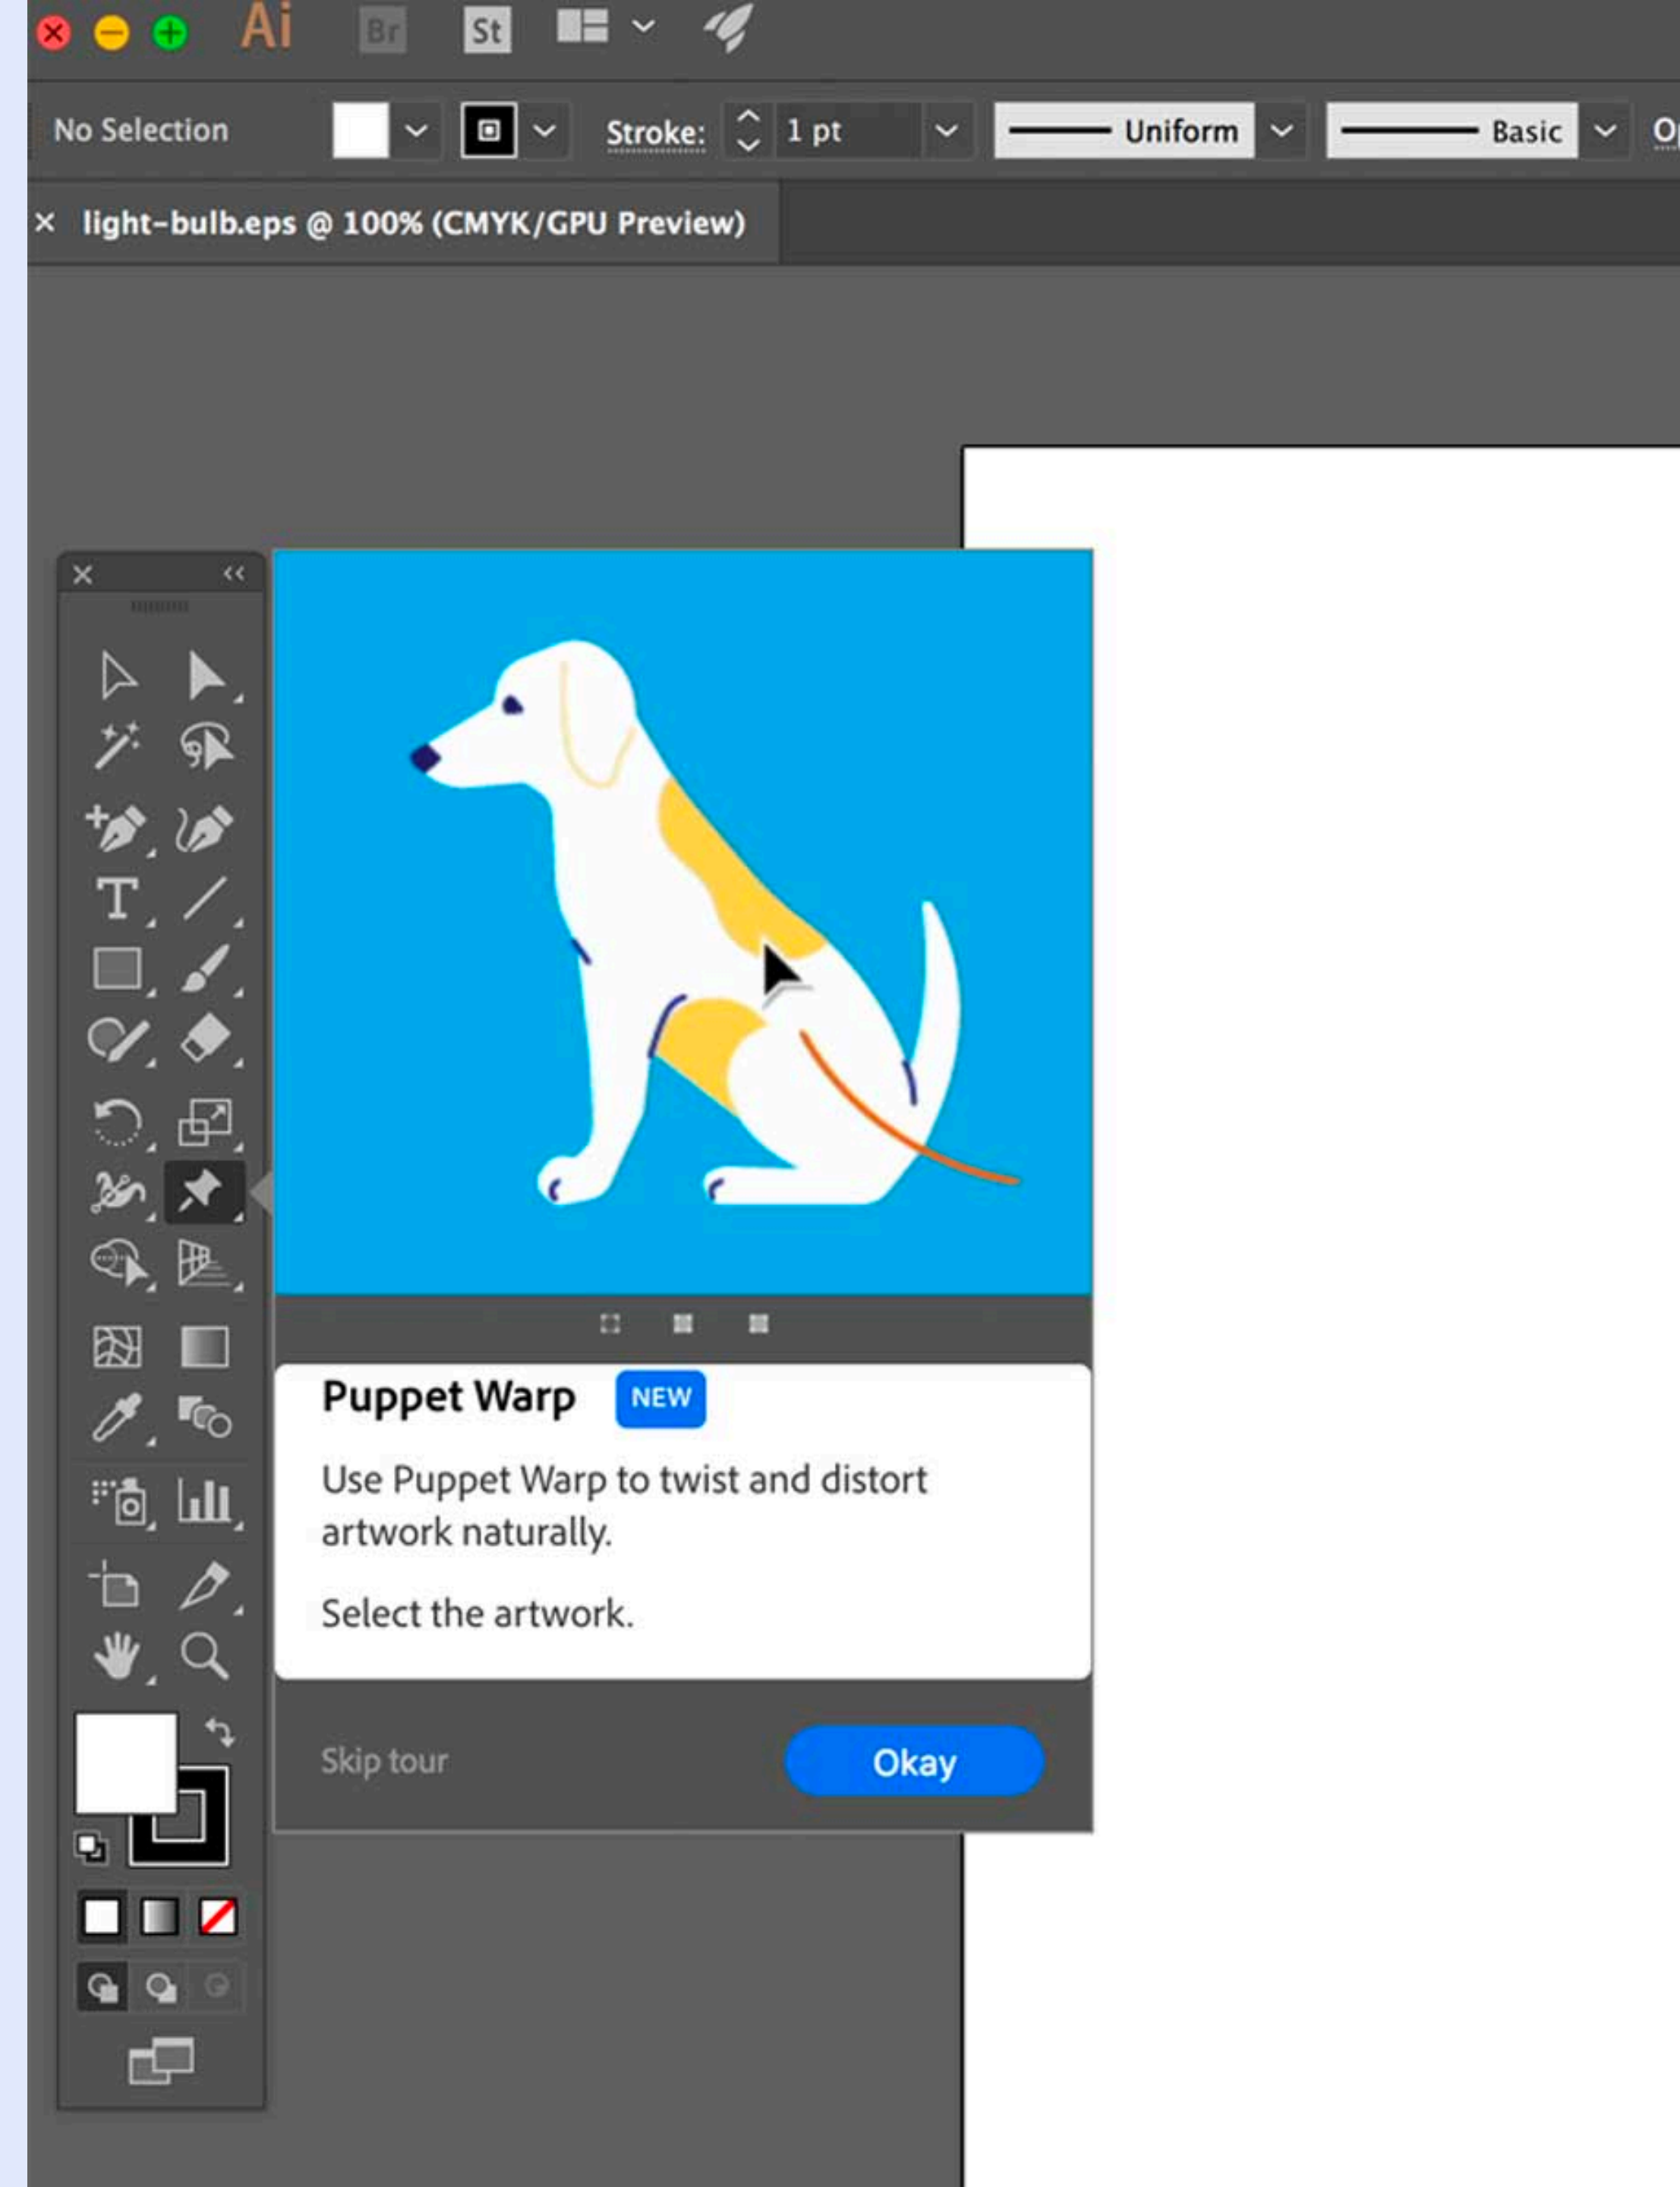 Ai Br St
No Selection Stroke: 1 pt Uniform Basic
light-bulb.eps @ 100% (CMYK/GPU Preview)
Puppet Warp NEW
Use Puppet Warp to twist and distort
artwork naturally.
Select the artwork.
Skip tour Okay